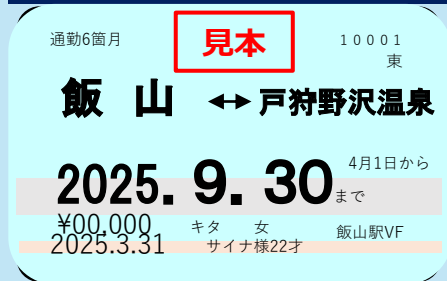 通勤6箇月
見本
10001
東
飯 山 ↔ 戸狩野沢温泉
4月1日から
2025. 9. 30まで
¥00,000 キタ 女
2025.3.31 サイナ様22才 飯山駅VF